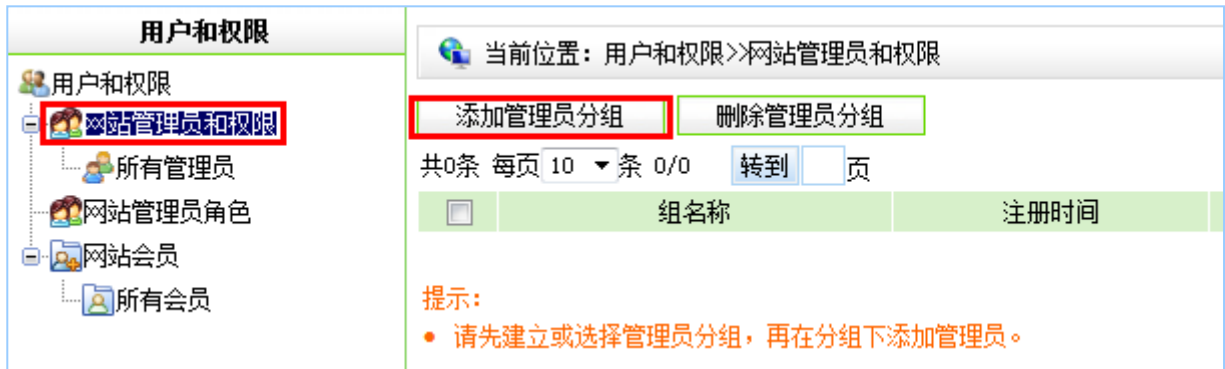 用户和权限
用户和权限
网站管理员和权限
所有管理员
网站管理员角色
网站会员
所有会员
当前位置：用户和权限>>网站管理员和权限
添加管理员分组 删除管理员分组
共0条 每页 10 条 0/0 转到 页
组名称 注册时间
提示：
• 请先建立或选择管理员分组，再在分组下添加管理员。